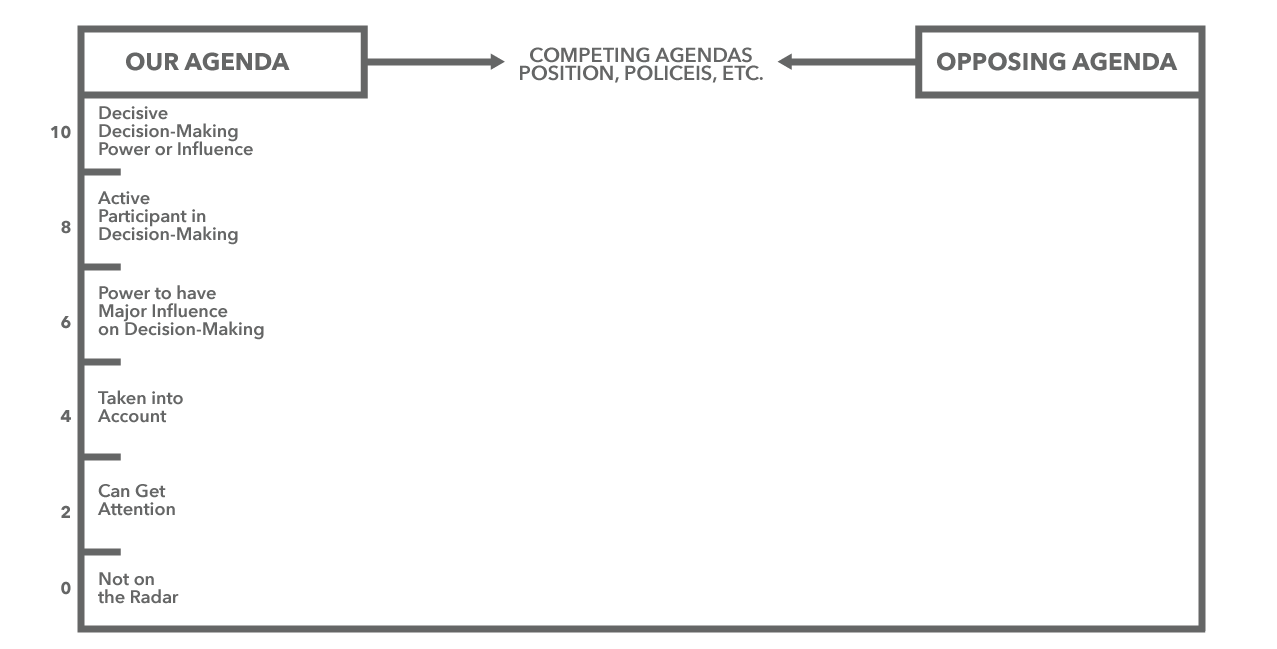 OUR AGENDA
COMPETING AGENDAS
POSITION, POLICEIS, ETC.
OPPOSING AGENDA
10
Decisive
Decision-Making
Power or Influence
8
Active
Participant in
Decision-Making
6
Power to have
Major Influence
on Decision-Making
4
Taken into
Account
2
Can Get
Attention
0
Not on
the Radar